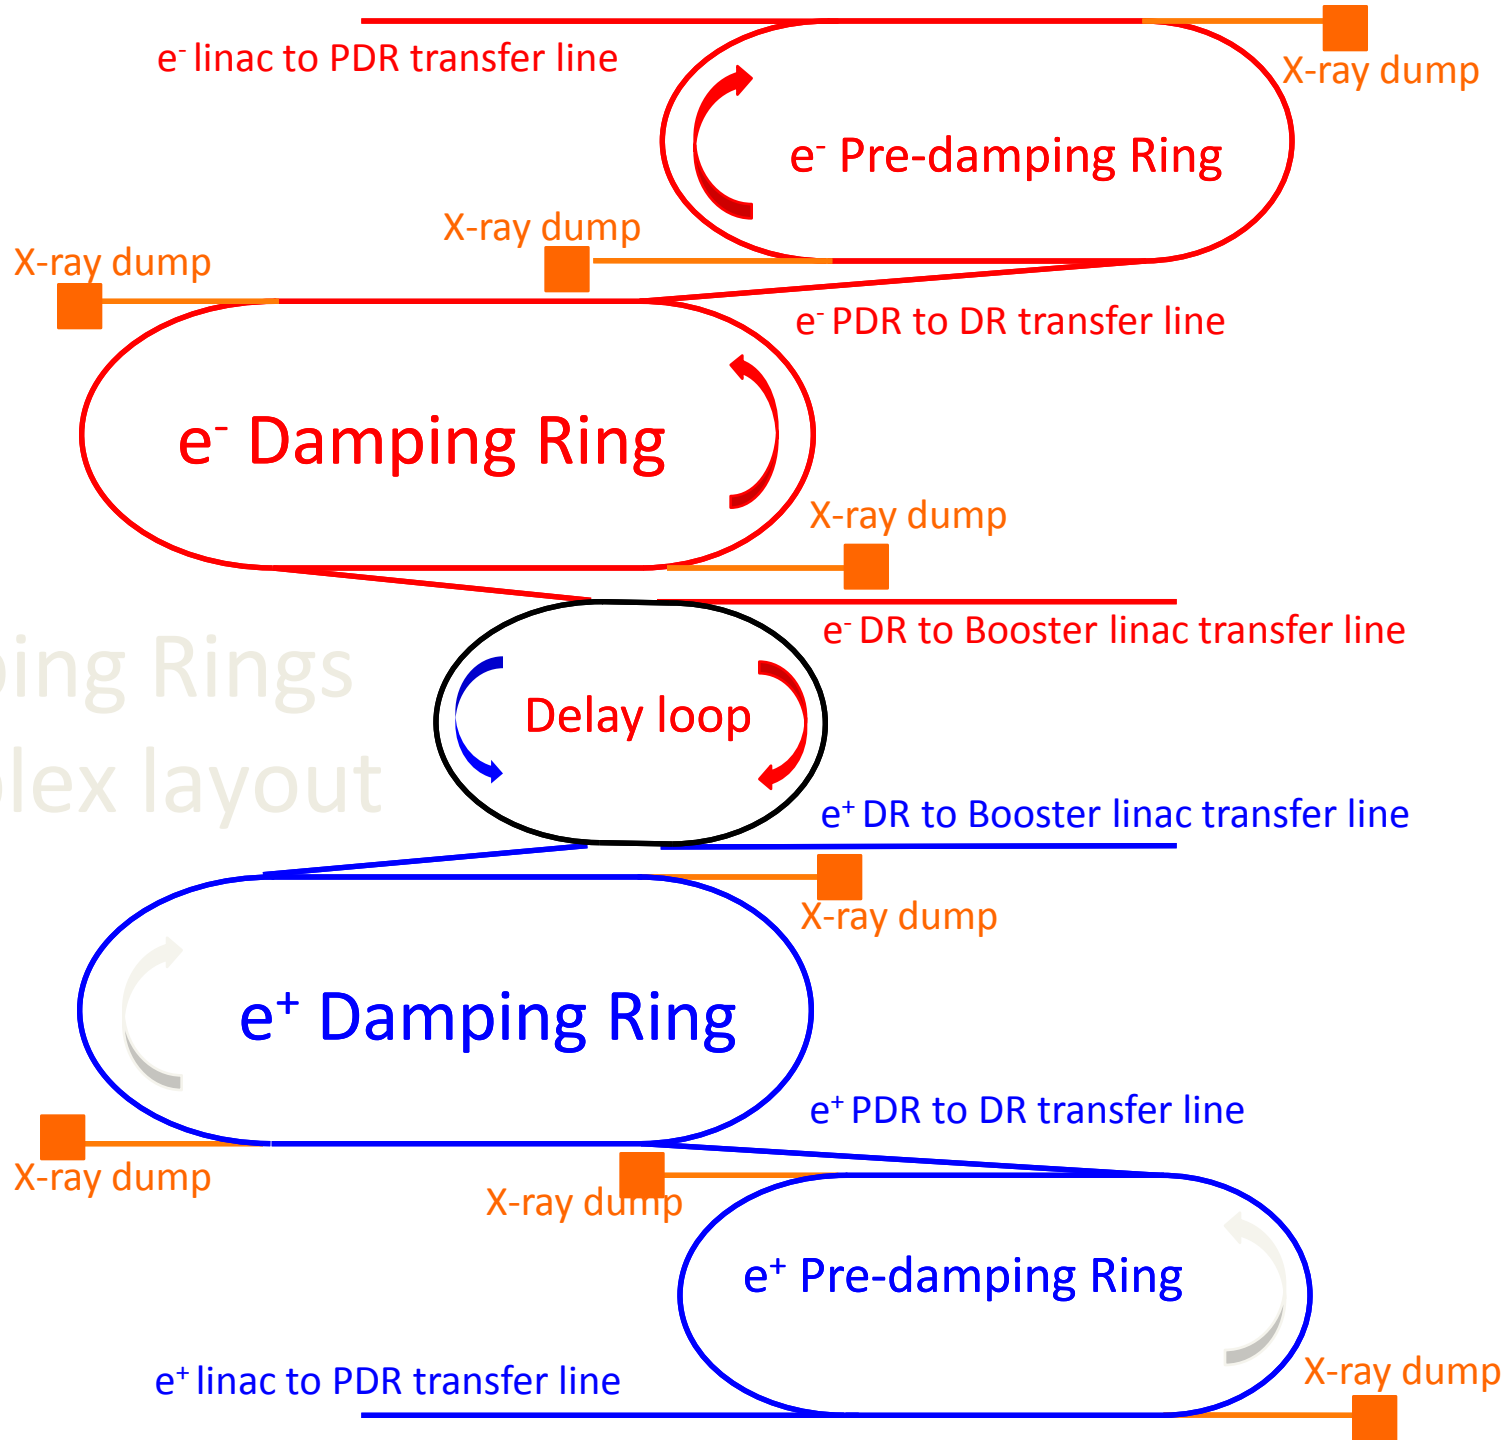 e⁻ linac to PDR transfer line
X-ray dump
e⁻ Pre-damping Ring
X-ray dump
X-ray dump
e⁻ PDR to DR transfer line
e⁻ Damping Ring
X-ray dump
e⁻ DR to Booster linac transfer line
ping Rings
Delay loop
plex layout
e⁺ DR to Booster linac transfer line
X-ray dump
e⁺ Damping Ring
e⁺ PDR to DR transfer line
X-ray dump
X-ray dump
e⁺ Pre-damping Ring
e⁺ linac to PDR transfer line
X-ray dump